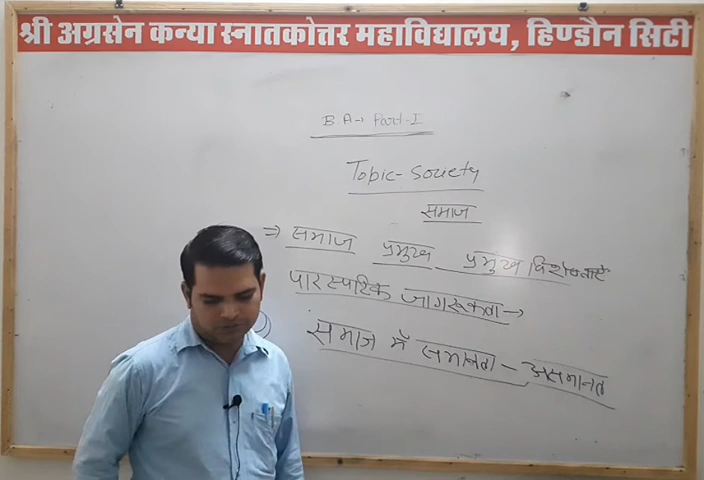 श्री अग्रसेन कन्या स्नातकोत्तर महाविद्यालय, हिण्डौन सिटी
B A-1 Part-I
Topic-Society
समाज
⇒ समाज प्रमुख प्रमुख विशेषताएँ
पारस्परिक जागरूकता→
समाज में समानता - असमानता